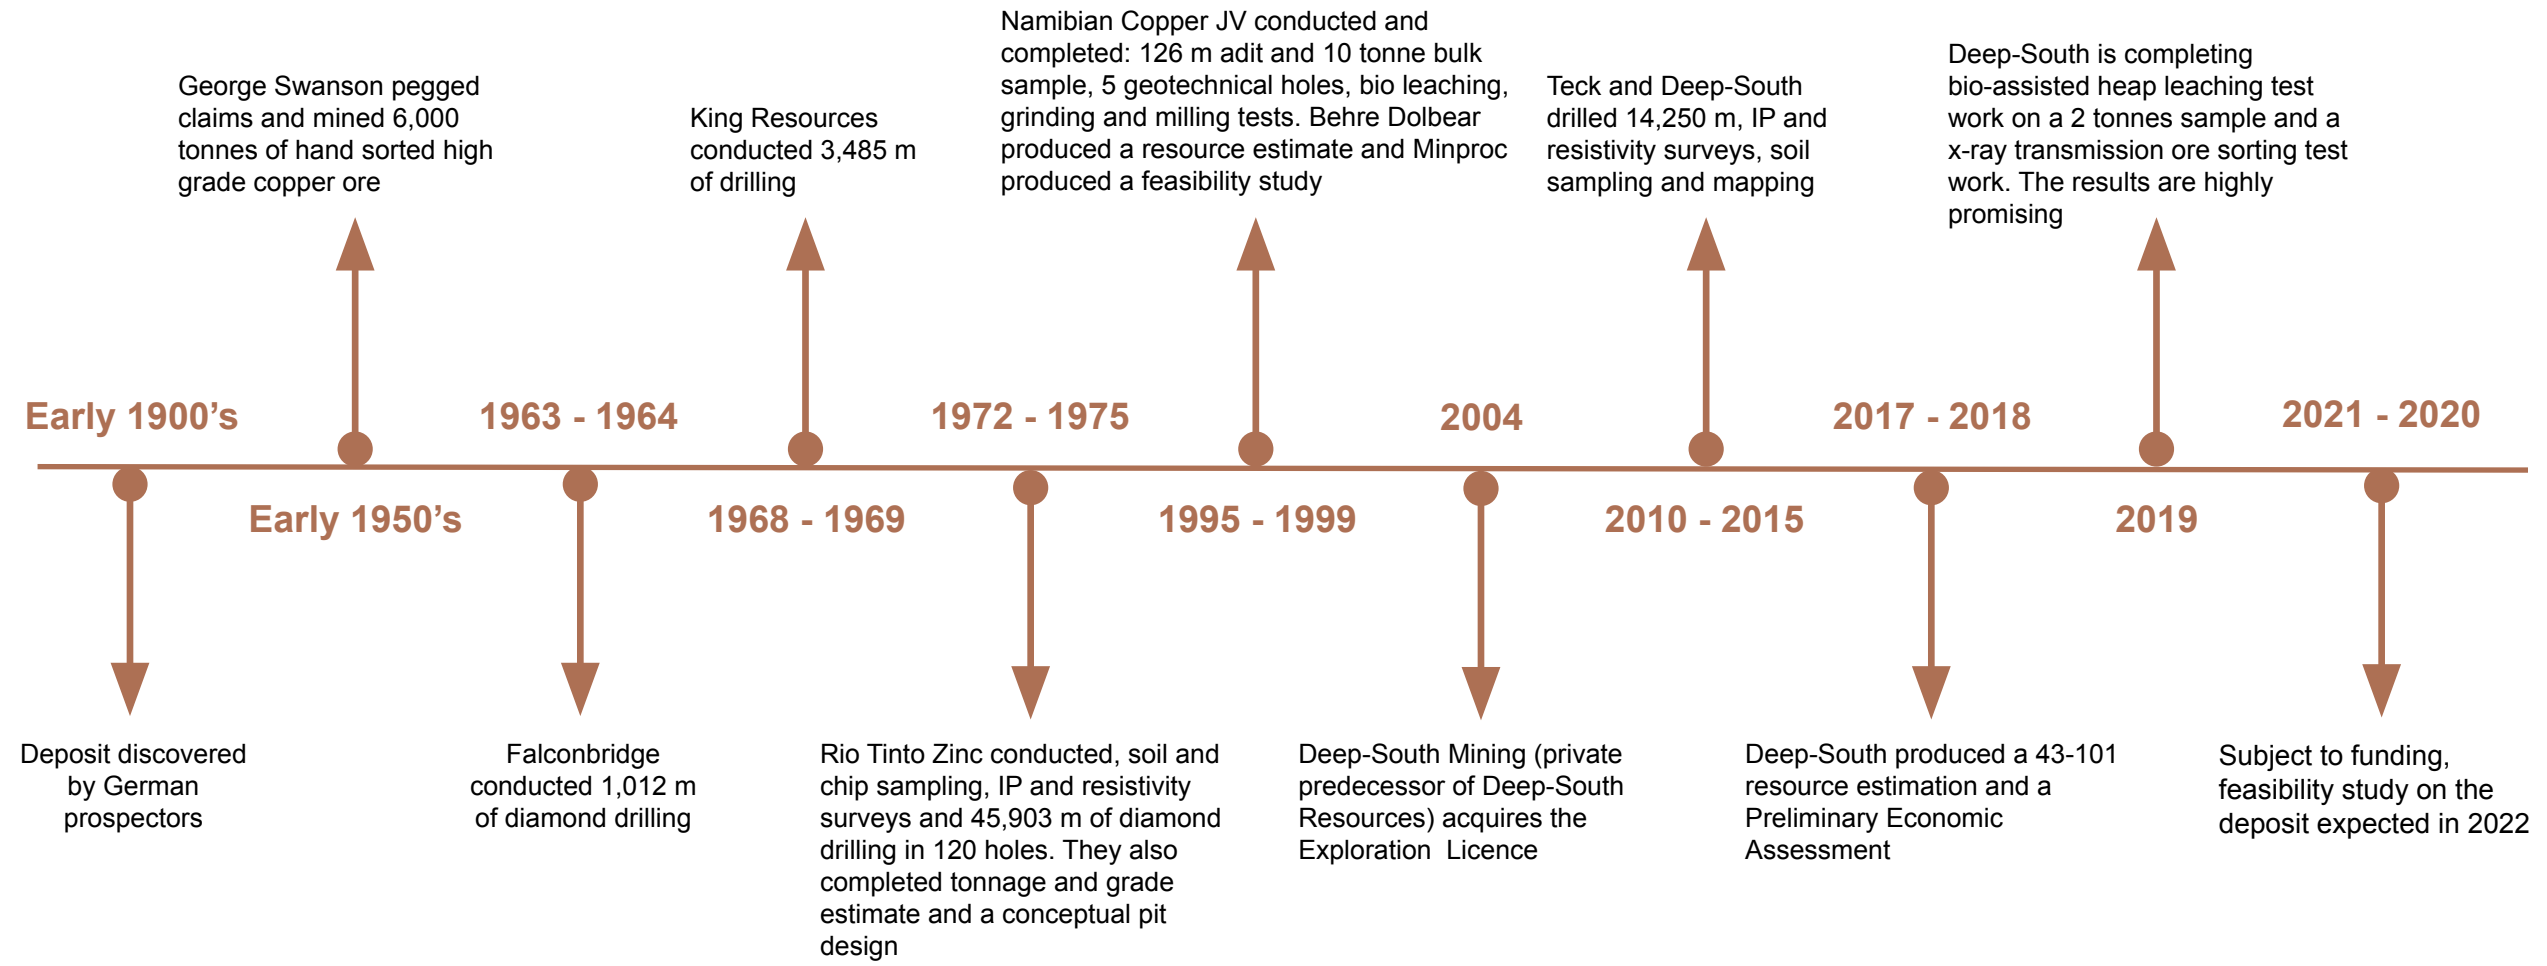 Early 1900's
Deposit discovered
by German
prospectors
George Swanson pegged
claims and mined 6,000
tonnes of hand sorted high
grade copper ore
Early 1950's
1963 - 1964
Falconbridge
conducted 1,012 m
of diamond drilling
King Resources
conducted 3,485 m
of drilling
1968 - 1969
1972 - 1975
Rio Tinto Zinc conducted, soil and
chip sampling, IP and resistivity
surveys and 45,903 m of diamond
drilling in 120 holes. They also
completed tonnage and grade
estimate and a conceptual pit
design
Namibian Copper JV conducted and
completed: 126 m adit and 10 tonne bulk
sample, 5 geotechnical holes, bio leaching,
grinding and milling tests. Behre Dolbear
produced a resource estimate and Minproc
produced a feasibility study
1995 - 1999
2004
Deep-South Mining (private
predecessor of Deep-South
Resources) acquires the
Exploration  Licence
Teck and Deep-South
drilled 14,250 m, IP and
resistivity surveys, soil
sampling and mapping
2010 - 2015
2017 - 2018
Deep-South produced a 43-101
resource estimation and a
Preliminary Economic
Assessment
Deep-South is completing
bio-assisted heap leaching test
work on a 2 tonnes sample and a
x-ray transmission ore sorting test
work. The results are highly
promising
2019
2021 - 2020
Subject to funding,
feasibility study on the
deposit expected in 2022